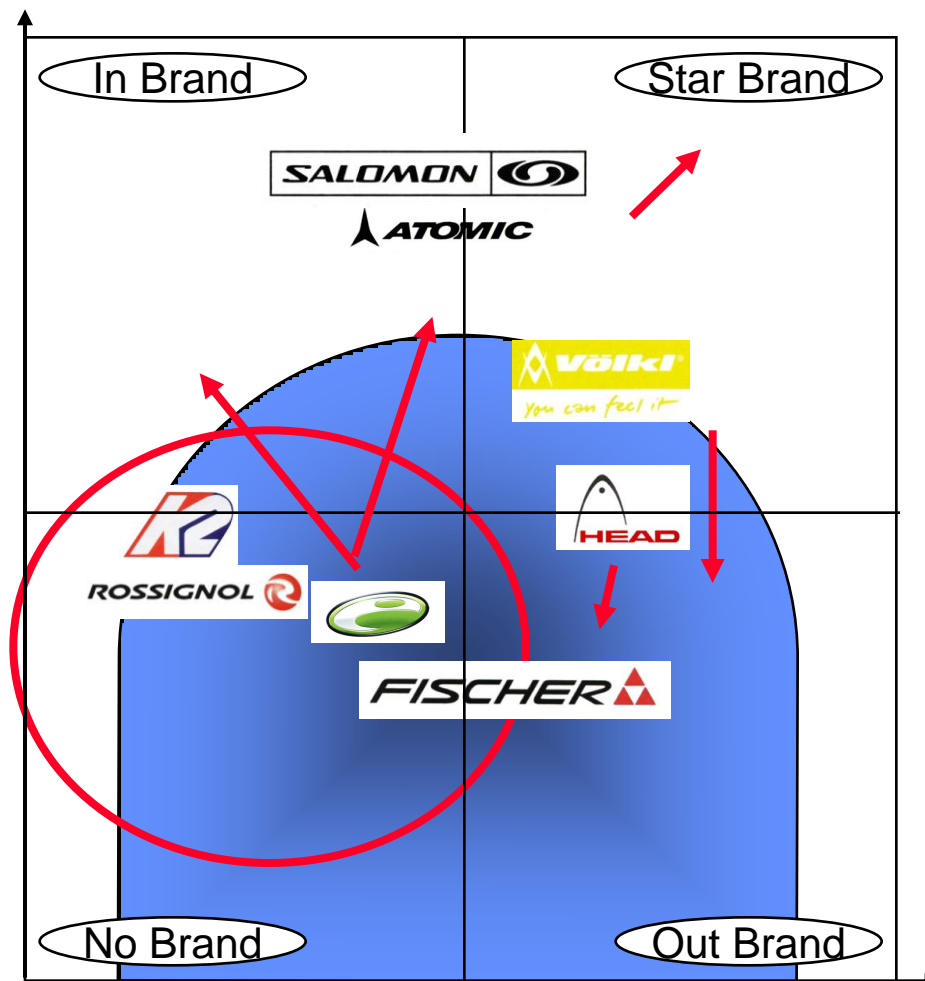 In Brand
Star Brand
SALOMON
ATOMIC
Völkl
you can feel it
K2
HEAD
ROSSIGNOL
FISCHER
No Brand
Out Brand